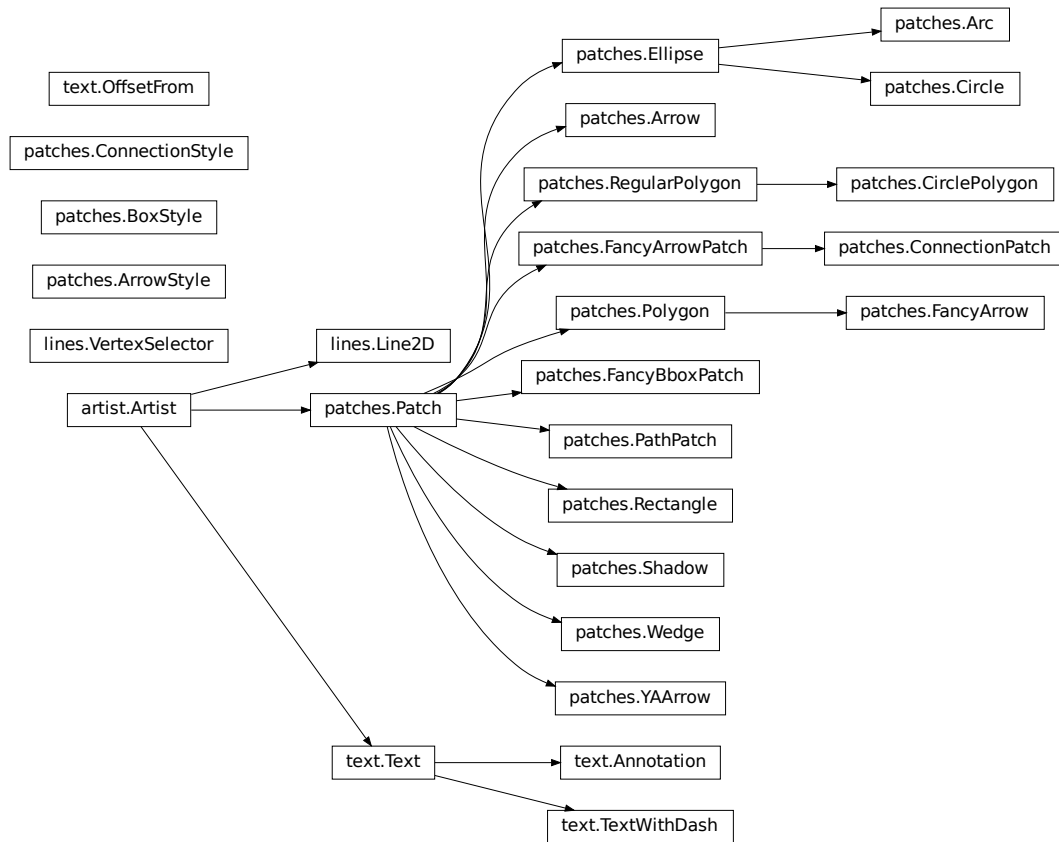 patches.Arc
patches.Ellipse
text.OffsetFrom
patches.Circle
patches.Arrow
patches.ConnectionStyle
patches.RegularPolygon
patches.CirclePolygon
patches.BoxStyle
patches.FancyArrowPatch
patches.ConnectionPatch
patches.ArrowStyle
patches.Polygon
patches.FancyArrow
lines.VertexSelector
lines.Line2D
patches.FancyBboxPatch
artist.Artist
patches.Patch
patches.PathPatch
patches.Rectangle
patches.Shadow
patches.Wedge
patches.YAArrow
text.Text
text.Annotation
text.TextWithDash